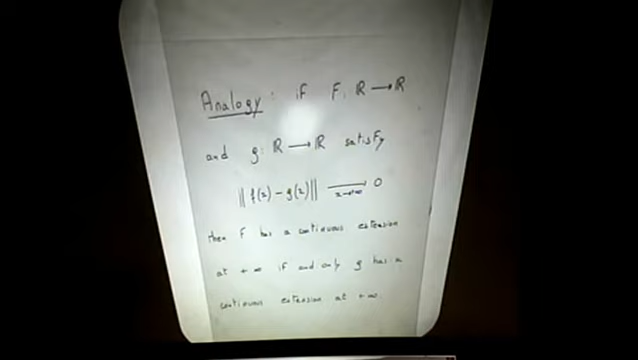 Analogy : if F: ℝ → ℝ
and g: ℝ → ℝ satisfy
|| f(x) - g(x) || ⟶ 0
x→+∞
then F has a continuous extension
at +∞ if and only g has a
continuous extension at +∞